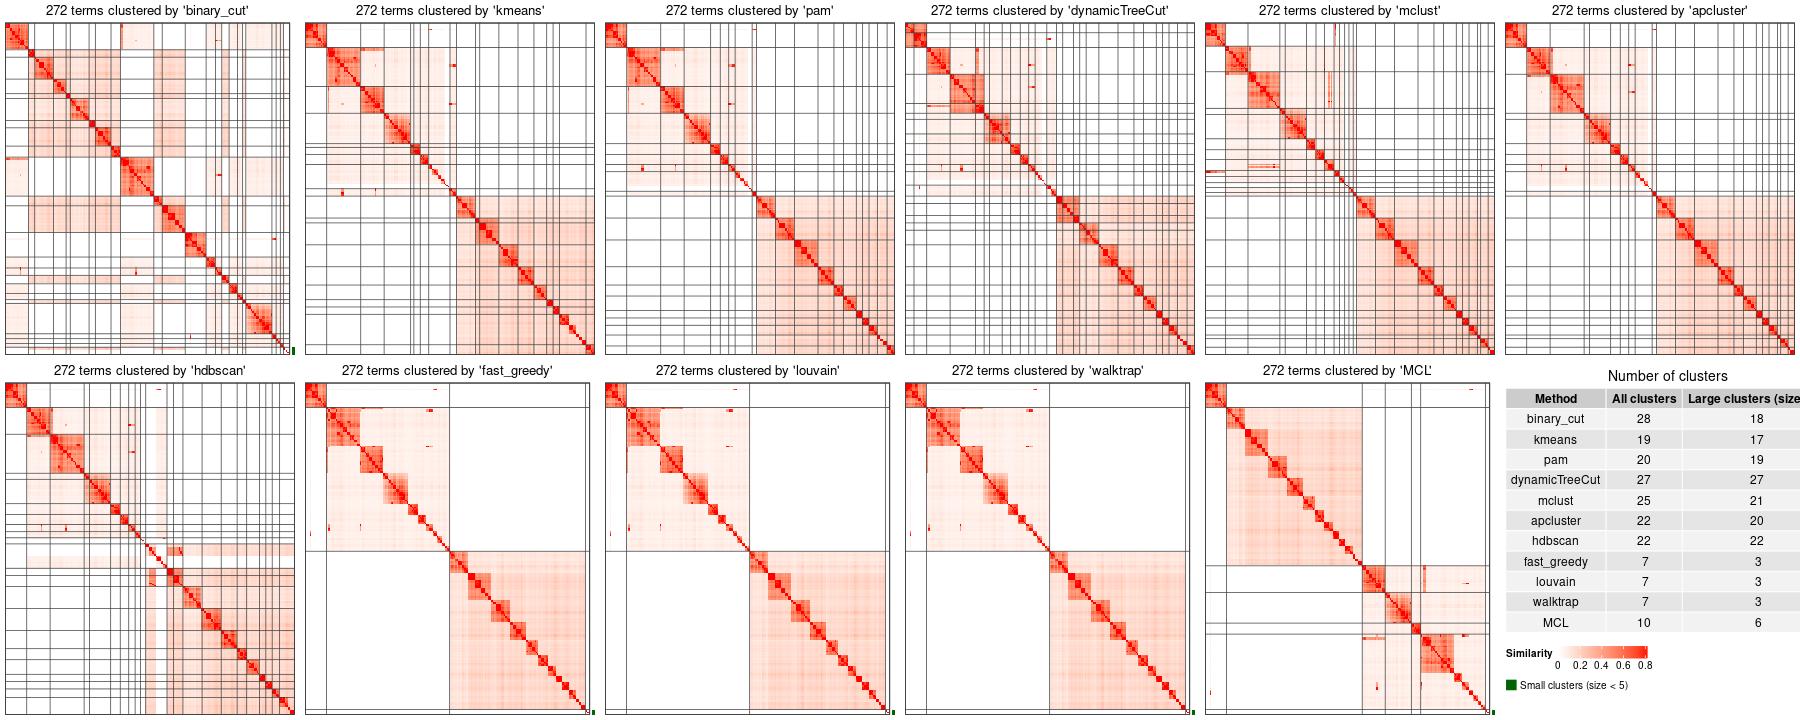 272 terms clustered by 'binary_cut'
272 terms clustered by 'kmeans'
272 terms clustered by 'pam'
272 terms clustered by 'dynamicTreeCut'
272 terms clustered by 'mclust'
272 terms clustered by 'apcluster'
272 terms clustered by 'hdbscan'
272 terms clustered by 'fast_greedy'
272 terms clustered by 'louvain'
272 terms clustered by 'walktrap'
272 terms clustered by 'MCL'
Number of clusters
Method All clusters Large clusters (size
binary_cut 28 18
kmeans 19 17
pam 20 19
dynamicTreeCut 27 27
mclust 25 21
apcluster 22 20
hdbscan 22 22
fast_greedy 7 3
louvain 7 3
walktrap 7 3
MCL 10 6
Similarity
0 0.2 0.4 0.6 0.8
Small clusters (size < 5)